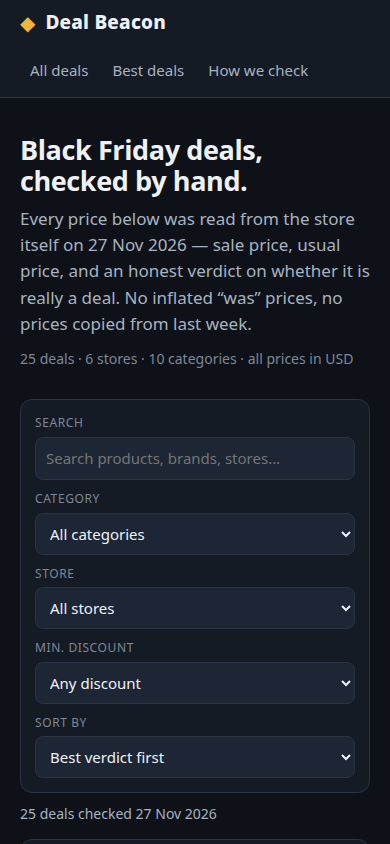 ◆ Deal Beacon
All deals Best deals How we check
Black Friday deals,
checked by hand.
Every price below was read from the store
itself on 27 Nov 2026 — sale price, usual
price, and an honest verdict on whether it is
really a deal. No inflated “was” prices, no
prices copied from last week.
25 deals · 6 stores · 10 categories · all prices in USD
SEARCH
Search products, brands, stores...
CATEGORY
All categories
STORE
All stores
MIN. DISCOUNT
Any discount
SORT BY
Best verdict first
25 deals checked 27 Nov 2026